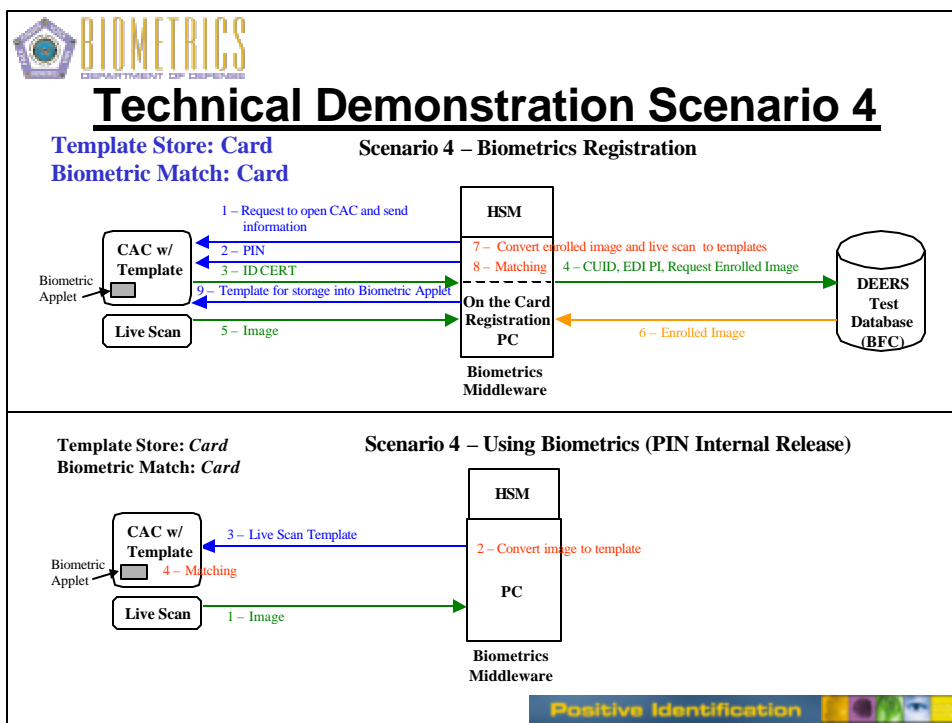 BIOMETRICS
DEPARTMENT OF DEFENSE
Technical Demonstration Scenario 4
Template Store: Card
Biometric Match: Card
Scenario 4 – Biometrics Registration
1 – Request to open CAC and send
information
HSM
CAC w/
Template
2 – PIN
3 – ID CERT
7 – Convert enrolled image and live scan to templates
8 – Matching
4 – CUID, EDI PI, Request Enrolled Image
Biometric
Applet
9 – Template for storage into Biometric Applet
On the Card
Registration
PC
DEERS
Test
Database
(BFC)
Live Scan
5 – Image
6 – Enrolled Image
Biometrics
Middleware
Template Store: Card
Biometric Match: Card
Scenario 4 – Using Biometrics (PIN Internal Release)
HSM
CAC w/
Template
3 – Live Scan Template
2 – Convert image to template
Biometric
Applet
4 – Matching
PC
Live Scan
1 – Image
Biometrics
Middleware
Positive Identification